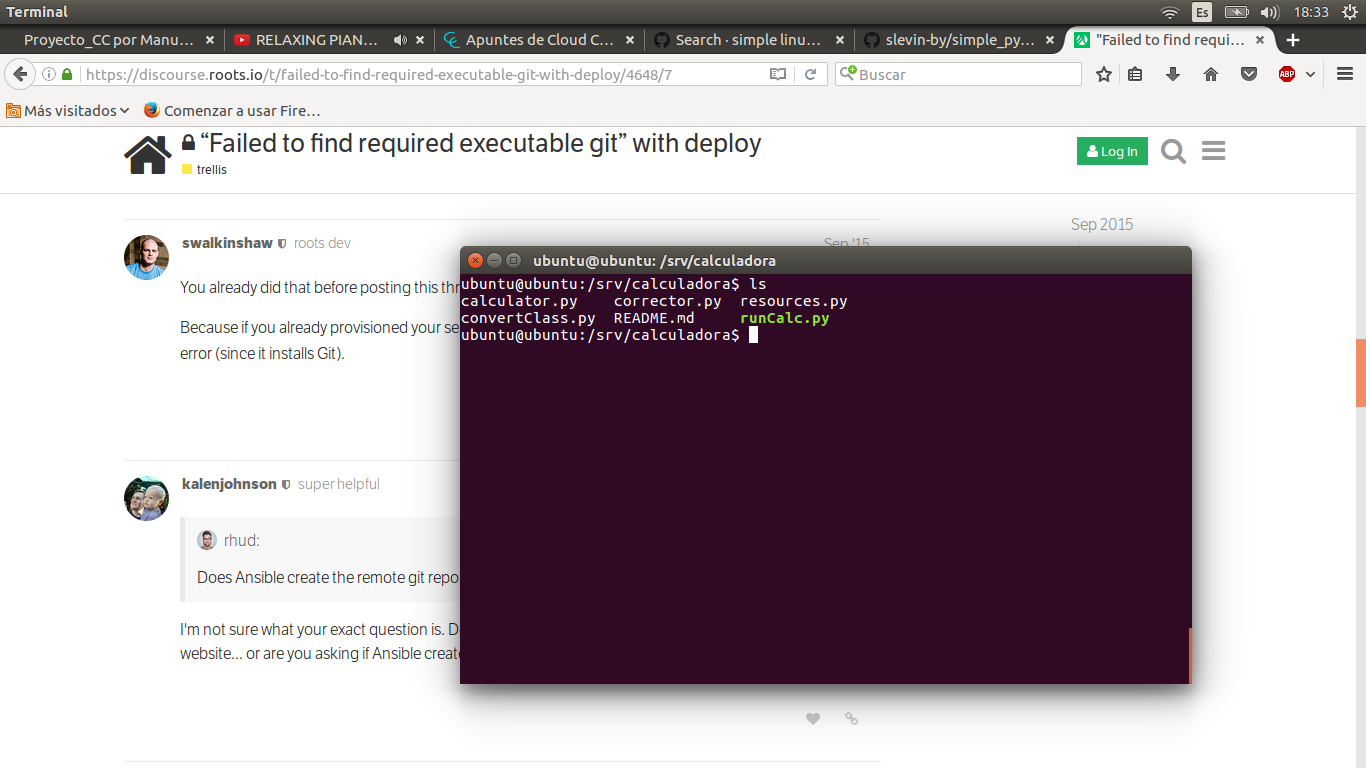 Terminal
Es
18:33
Proyecto_CC por Manu…
RELAXING PIAN…
Apuntes de Cloud C…
Search · simple linu…
slevin-by/simple_py…
"Failed to find requi…
https://discourse.roots.io/t/failed-to-find-required-executable-git-with-deploy/4648/7
Buscar
ABP
Más visitados
Comenzar a usar Fire…
“Failed to find required executable git” with deploy
trellis
Log In
swalkinshaw roots dev
Sep '15
Sep 2015
You already did that before posting this thr
Because if you already provisioned your se
error (since it installs Git).
kalenjohnson super helpful
rhud:
Does Ansible create the remote git repo
I'm not sure what your exact question is. D
website... or are you asking if Ansible create
ubuntu@ubuntu: /srv/calculadora
ubuntu@ubuntu:/srv/calculadora$ ls
calculator.py corrector.py resources.py
convertClass.py README.md runCalc.py
ubuntu@ubuntu:/srv/calculadora$